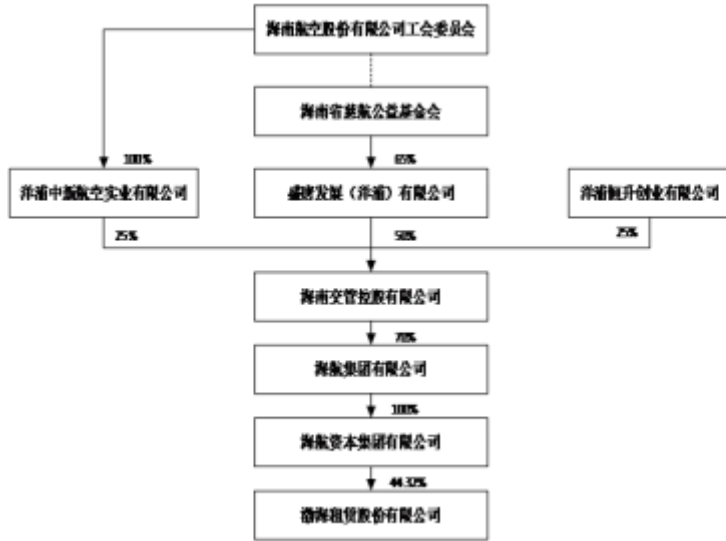 海南航空股份有限公司工会委员会
海南省慈航公益基金会
100%
65%
洋浦中新航空实业有限公司
盛唐发展（洋浦）有限公司
洋浦恒升创业有限公司
25%
50%
25%
海南交管控股有限公司
70%
海航集团有限公司
100%
海航资本集团有限公司
44.32%
渤海租赁股份有限公司